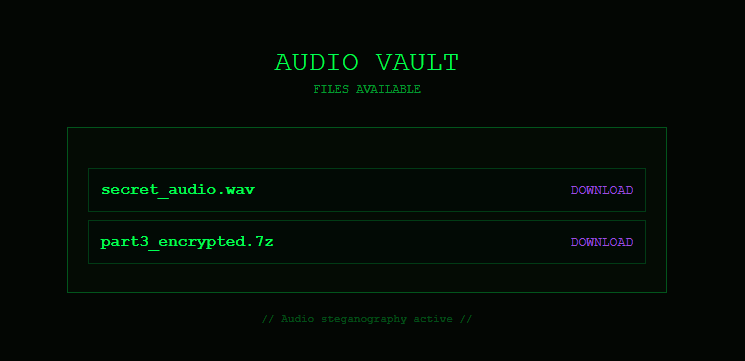 AUDIO VAULT
FILES AVAILABLE
secret_audio.wav DOWNLOAD
part3_encrypted.7z DOWNLOAD
// Audio steganography active //